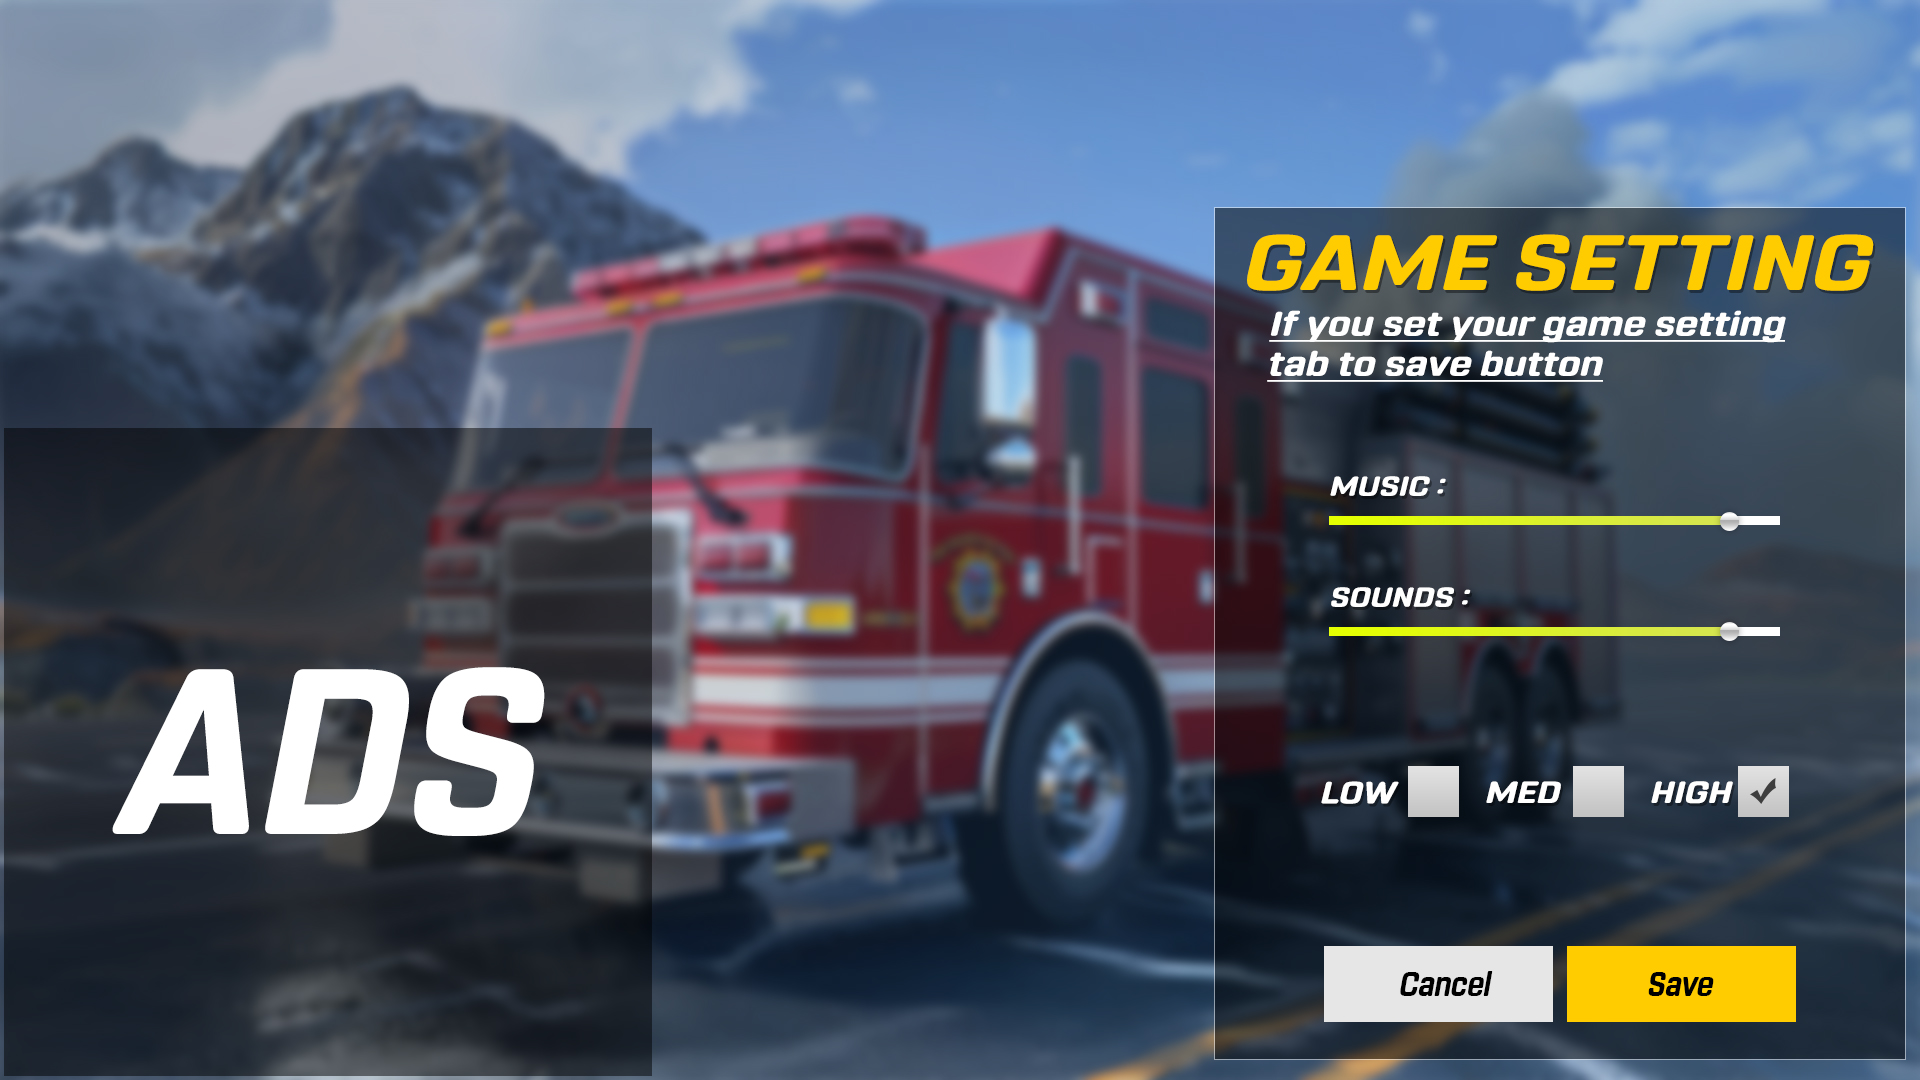 GAME SETTING
If you set your game setting
tab to save button
MUSIC :
SOUNDS :
LOW MED HIGH
Cancel Save
ADS